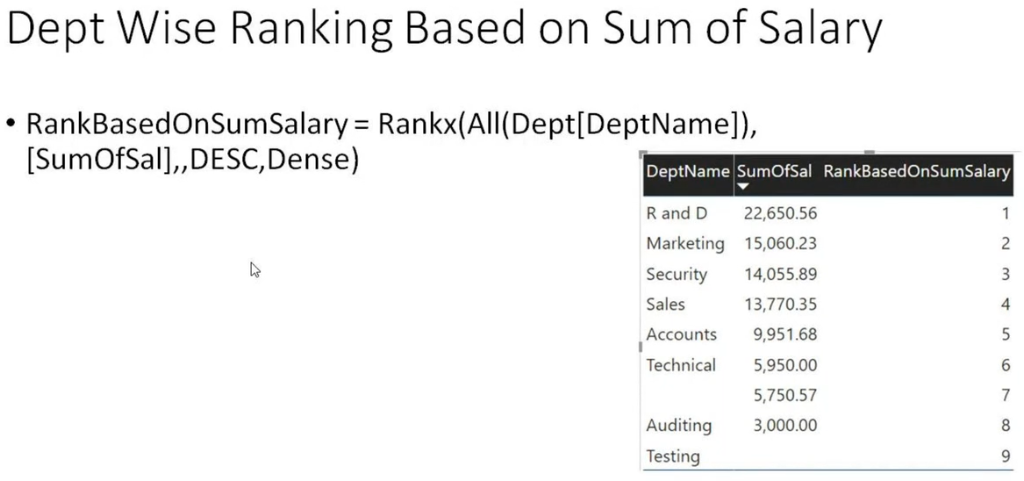 Dept Wise Ranking Based on Sum of Salary
• RankBasedOnSumSalary = Rankx(All(Dept[DeptName]),
[SumOfSal],,DESC,Dense)
DeptName SumOfSal RankBasedOnSumSalary
R and D 22,650.56 1
Marketing 15,060.23 2
Security 14,055.89 3
Sales 13,770.35 4
Accounts 9,951.68 5
Technical 5,950.00 6
5,750.57 7
Auditing 3,000.00 8
Testing 9